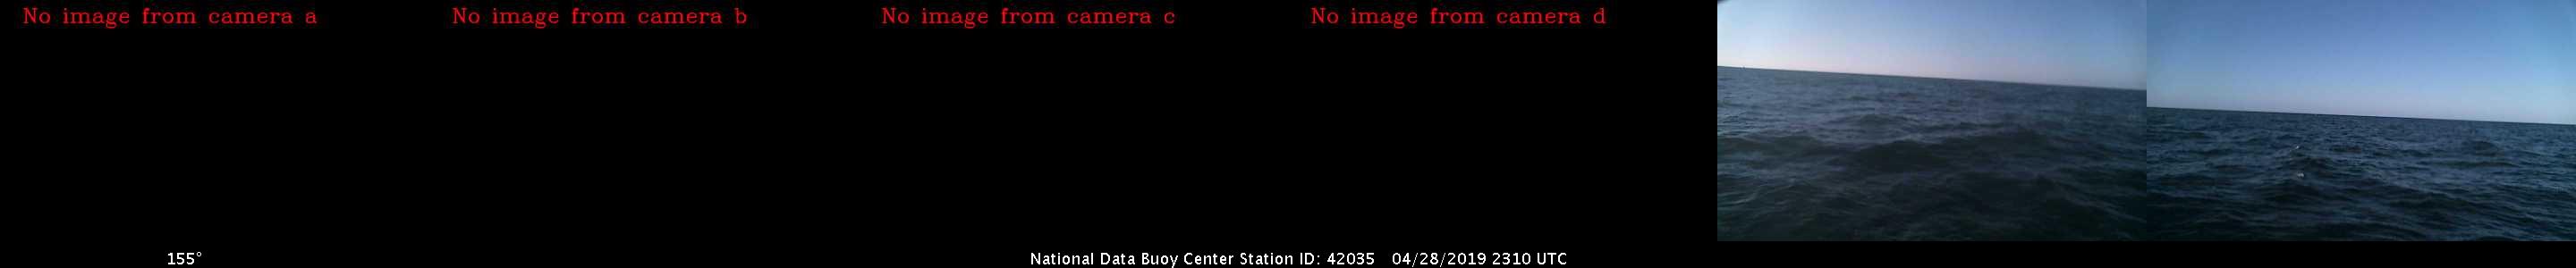 No image from camera a
No image from camera b
No image from camera c
No image from camera d
155°
National Data Buoy Center Station ID: 42035 04/28/2019 2310 UTC